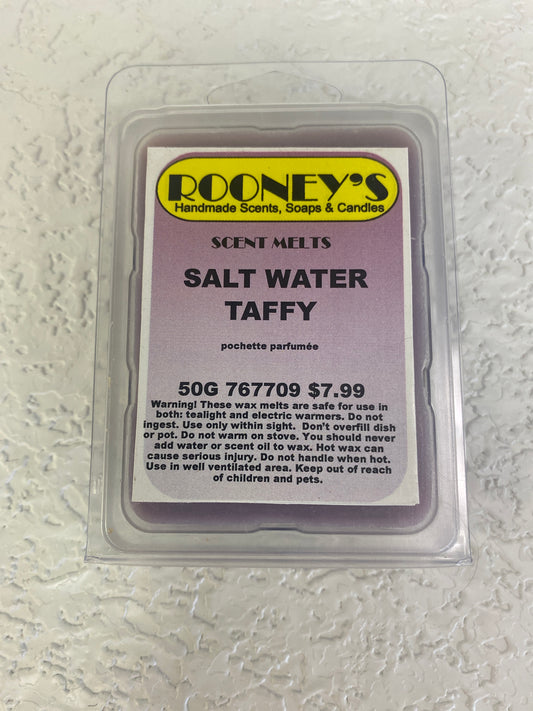 ROONEY'S
Handmade Scents, Soaps & Candles
SCENT MELTS
SALT WATER
TAFFY
pochette parfumée
50G 767709 $7.99
Warning! These wax melts are safe for use in
both: tealight and electric warmers. Do not
ingest. Use only within sight. Don't overfill dish
or pot. Do not warm on stove. You should never
add water or scent oil to wax. Hot wax can
cause serious injury. Do not handle when hot.
Use in well ventilated area. Keep out of reach
of children and pets.